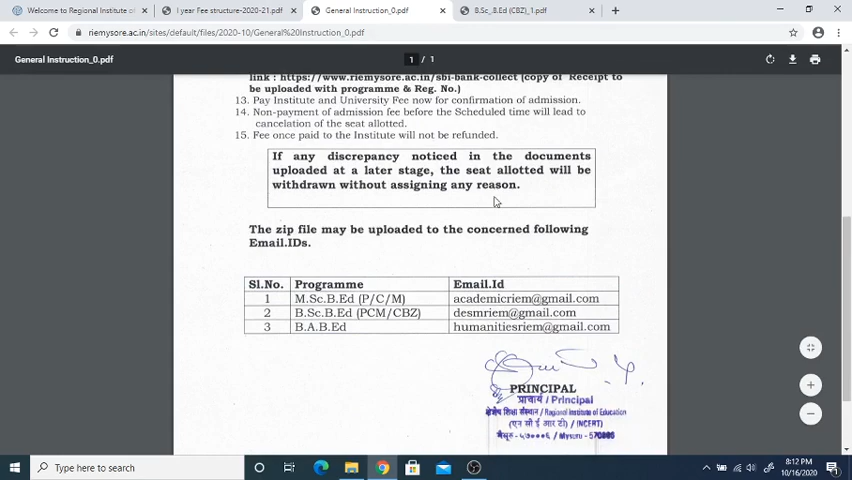 Welcome to Regional Institute o
I year Fee structure-2020-21.pdf
General Instruction_0.pdf
B.Sc_B.Ed (CBZ)_1.pdf
riemysore.ac.in/sites/default/files/2020-10/General%20Instruction_0.pdf
General Instruction_0.pdf
1 / 1
link : https://www.riemysore.ac.in/sbi-bank-collect (copy of Receipt to
be uploaded with programme & Reg. No.)
13. Pay Institute and University Fee now for confirmation of admission.
14. Non-payment of admission fee before the Scheduled time will lead to
cancelation of the seat allotted.
15. Fee once paid to the Institute will not be refunded.
If any discrepancy noticed in the documents
uploaded at a later stage, the seat allotted will be
withdrawn without assigning any reason.
The zip file may be uploaded to the concerned following
Email.IDs.
Sl.No. Programme Email.Id
1 M.Sc.B.Ed (P/C/M) academicriem@gmail.com
2 B.Sc.B.Ed (PCM/CBZ) desmriem@gmail.com
3 B.A.B.Ed humanitiesriem@gmail.com
PRINCIPAL
प्राचार्य / Principal
क्षेत्रीय शिक्षा संस्थान / Regional Institute of Education
(एन सी ई आर टी) / (NCERT)
मैसूरु - ५७०००६ / Mysuru - 570006
Type here to search
8:12 PM
10/16/2020